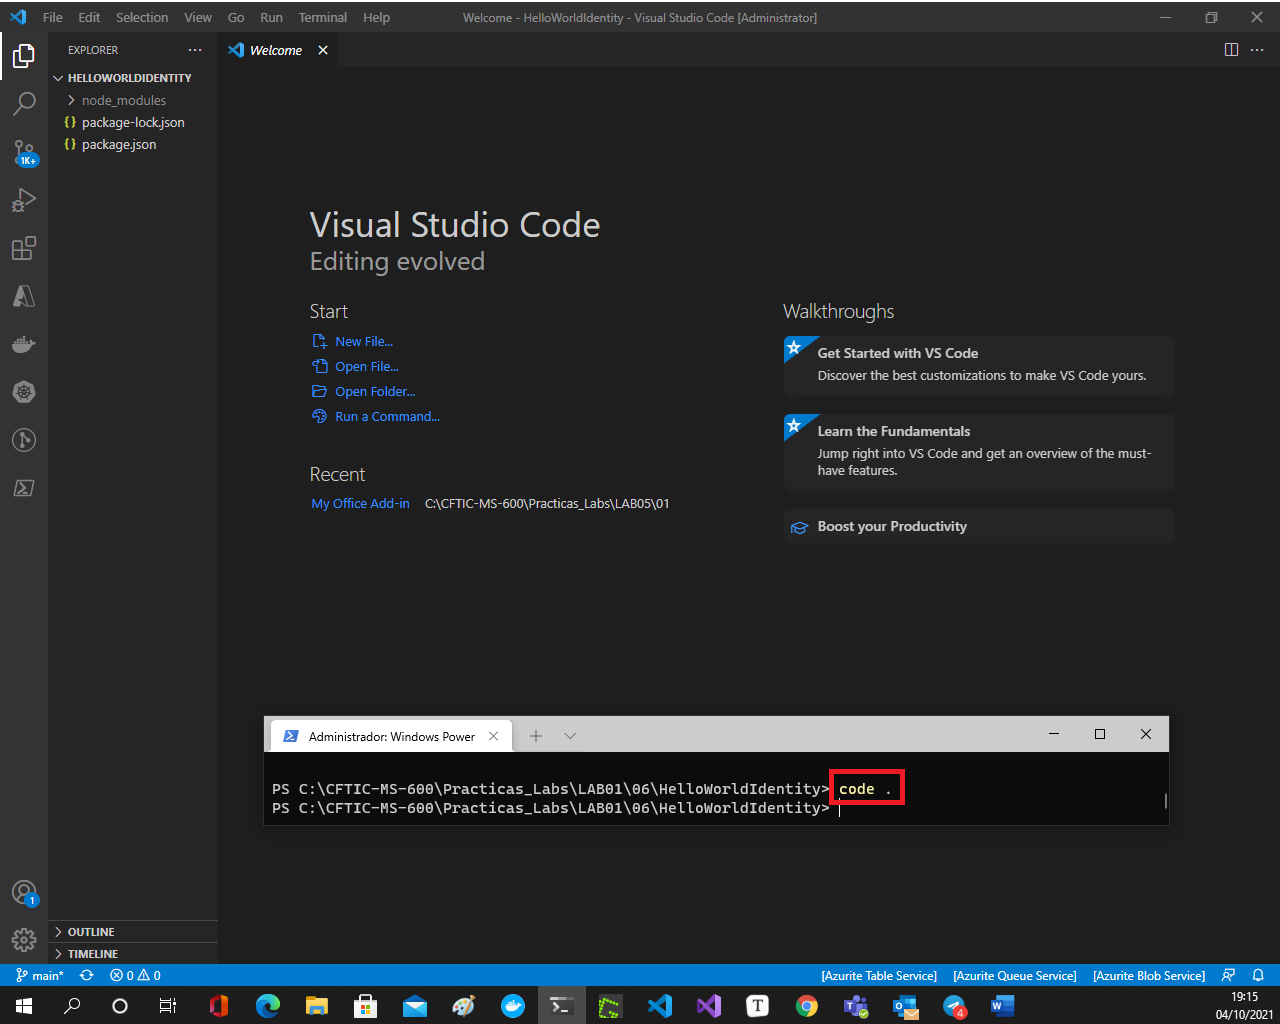 File Edit Selection View Go Run Terminal Help
Welcome - HelloWorldIdentity - Visual Studio Code [Administrator]
EXPLORER
Welcome
HELLOWORLDIDENTITY
node_modules
{} package-lock.json
{} package.json
1K+
Visual Studio Code
Editing evolved
Start
New File...
Open File...
Open Folder...
Run a Command...
Recent
My Office Add-in C:\CFTIC-MS-600\Practicas_Labs\LAB05\01
Walkthroughs
Get Started with VS Code
Discover the best customizations to make VS Code yours.
Learn the Fundamentals
Jump right into VS Code and get an overview of the must-
have features.
Boost your Productivity
Administrador: Windows Power
PS C:\CFTIC-MS-600\Practicas_Labs\LAB01\06\HelloWorldIdentity> code .
PS C:\CFTIC-MS-600\Practicas_Labs\LAB01\06\HelloWorldIdentity>
1
OUTLINE
TIMELINE
main* 0 0 [Azurite Table Service] [Azurite Queue Service] [Azurite Blob Service]
T
4
19:15
04/10/2021